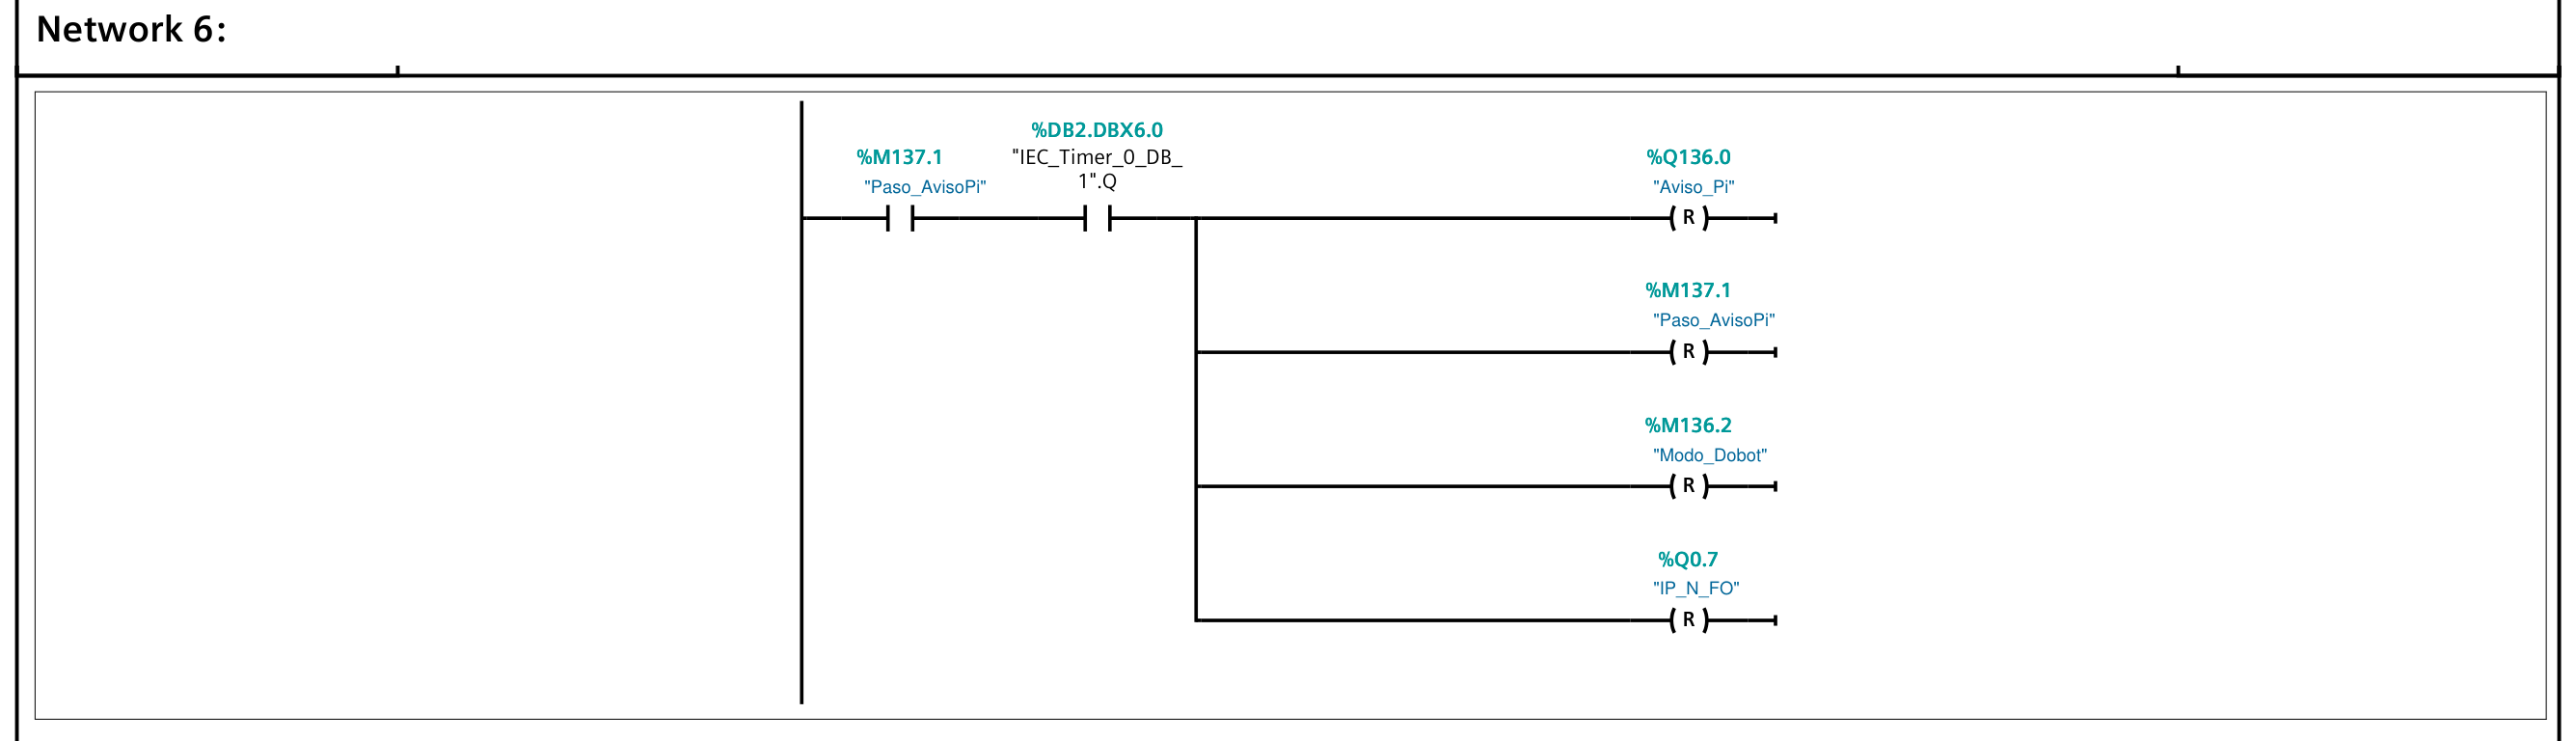 Network 6:
%DB2.DBX6.0
%M137.1
"IEC_Timer_0_DB_
%Q136.0
"Paso_AvisoPi"
1".Q
"Aviso_Pi"
( R )
%M137.1
"Paso_AvisoPi"
( R )
%M136.2
"Modo_Dobot"
( R )
%Q0.7
"IP_N_FO"
( R )